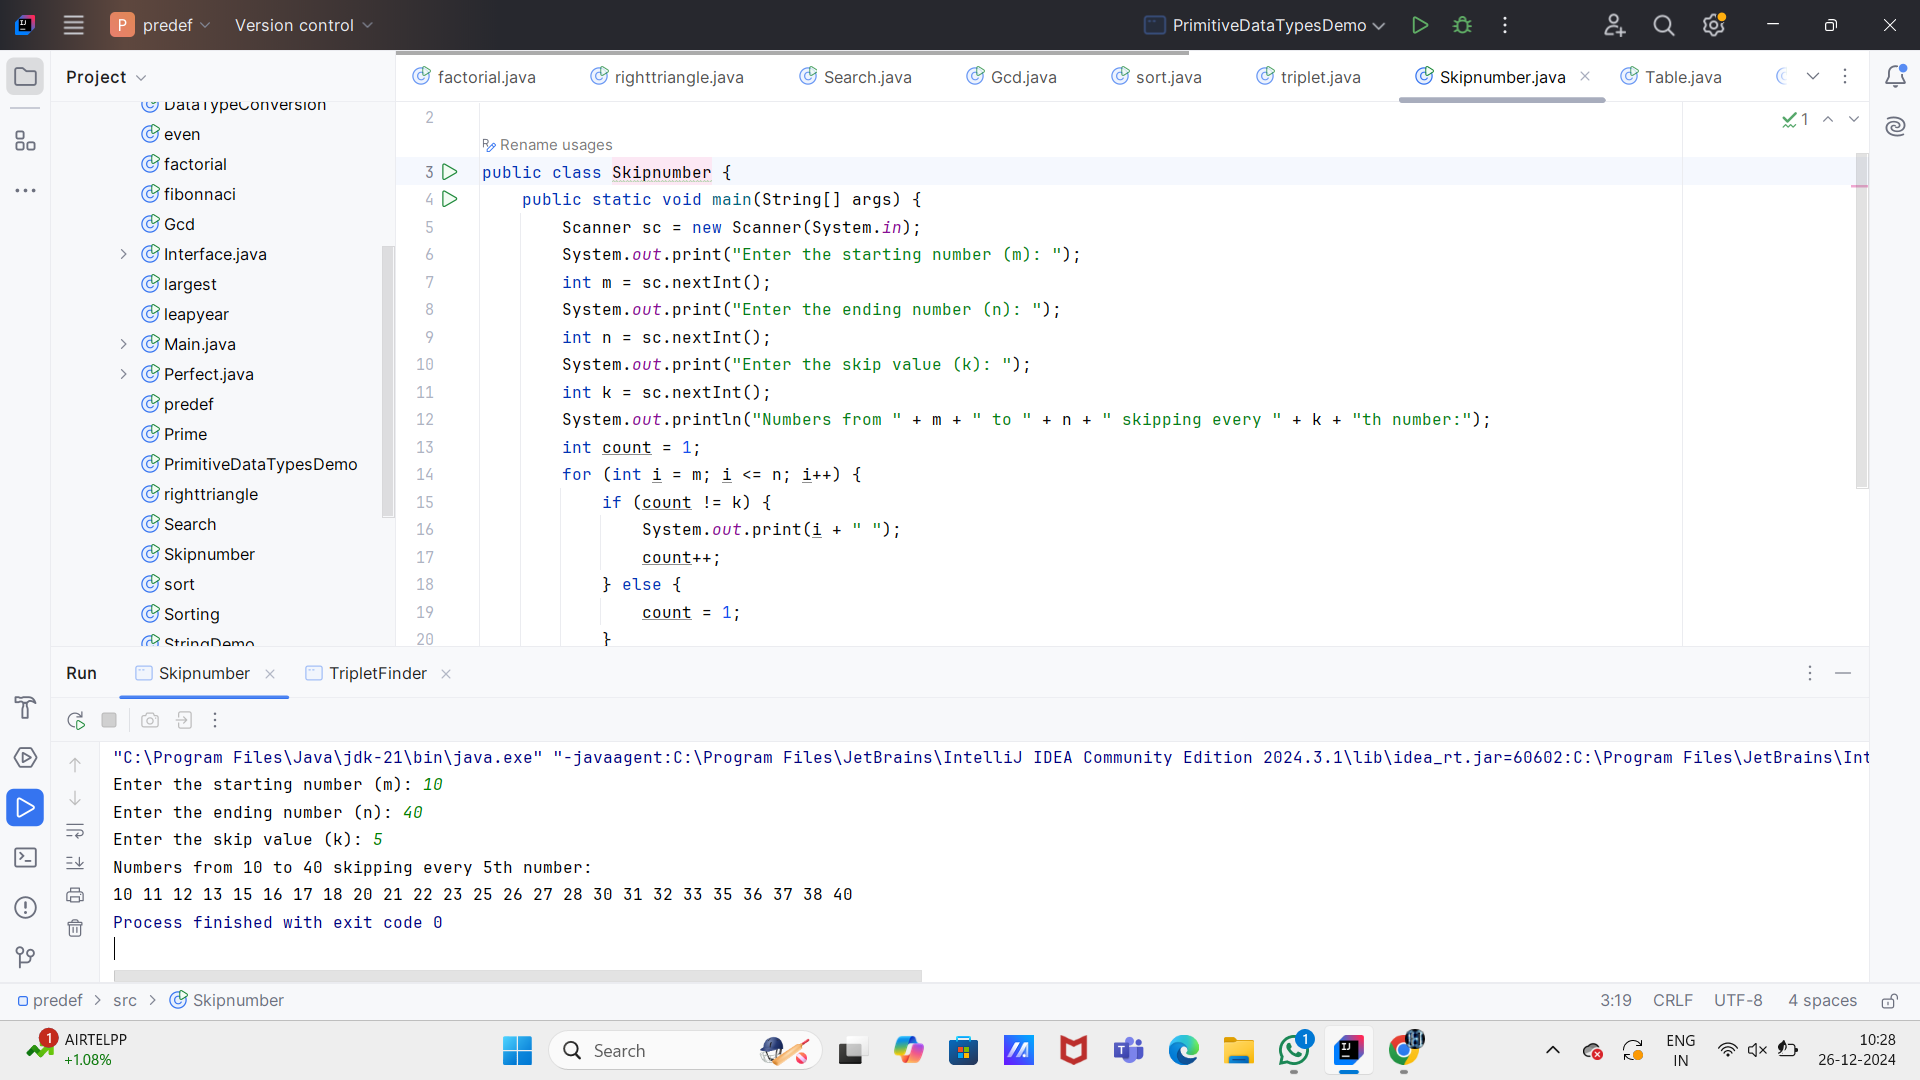 P predef Version control PrimitiveDataTypesDemo
Project factorial.java righttriangle.java Search.java Gcd.java sort.java triplet.java Skipnumber.java Table.java
DataTypeConversion
even
factorial
fibonnaci
Gcd
Interface.java
largest
leapyear
Main.java
Perfect.java
predef
Prime
PrimitiveDataTypesDemo
righttriangle
Search
Skipnumber
sort
Sorting
StringDemo
1
2
Rename usages
3 public class Skipnumber {
4 public static void main(String[] args) {
5 Scanner sc = new Scanner(System.in);
6 System.out.print("Enter the starting number (m): ");
7 int m = sc.nextInt();
8 System.out.print("Enter the ending number (n): ");
9 int n = sc.nextInt();
10 System.out.print("Enter the skip value (k): ");
11 int k = sc.nextInt();
12 System.out.println("Numbers from " + m + " to " + n + " skipping every " + k + "th number:");
13 int count = 1;
14 for (int i = m; i <= n; i++) {
15 if (count != k) {
16 System.out.print(i + " ");
17 count++;
18 } else {
19 count = 1;
20 }
Run Skipnumber TripletFinder
"C:\Program Files\Java\jdk-21\bin\java.exe" "-javaagent:C:\Program Files\JetBrains\IntelliJ IDEA Community Edition 2024.3.1\lib\idea_rt.jar=60602:C:\Program Files\JetBrains\Int
Enter the starting number (m): 10
Enter the ending number (n): 40
Enter the skip value (k): 5
Numbers from 10 to 40 skipping every 5th number:
10 11 12 13 15 16 17 18 20 21 22 23 25 26 27 28 30 31 32 33 35 36 37 38 40
Process finished with exit code 0
predef > src > Skipnumber 3:19 CRLF UTF-8 4 spaces
1 AIRTELPP
+1.08%
Search
1
ENG
IN
10:28
26-12-2024